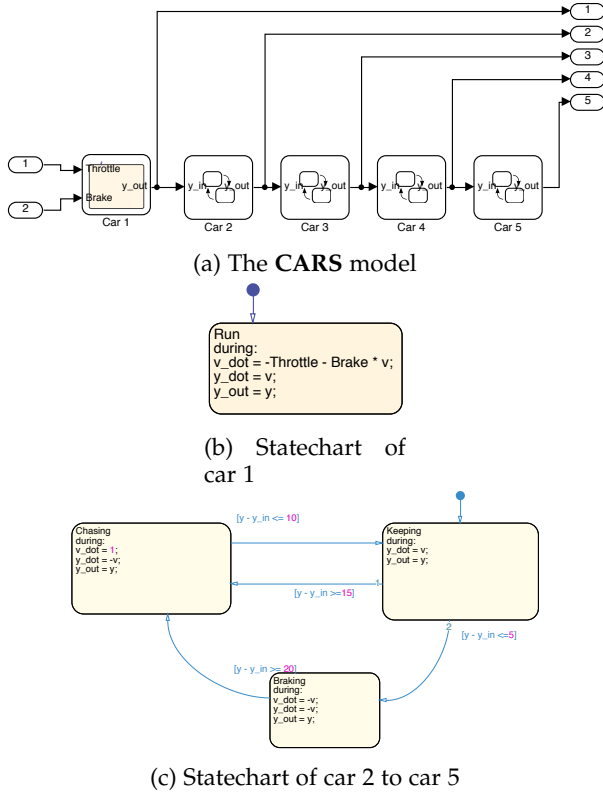 1
2
3
4
5
1
Throttle
2
Brake
y_out
y_in y_out
y_in y_out
y_in y_out
y_in y_out
Car 1
Car 2
Car 3
Car 4
Car 5
(a) The CARS model
Run
during:
v_dot = -Throttle - Brake * v;
y_dot = v;
y_out = y;
(b) Statechart of
car 1
[y - y_in <= 10]
Chasing
during:
v_dot = 1;
y_dot = -v;
y_out = y;
Keeping
during:
y_dot = v;
y_out = y;
1
[y - y_in >=15]
2
[y - y_in <=5]
[y - y_in >= 20]
Braking
during:
v_dot = -v;
y_dot = -v;
y_out = y;
(c) Statechart of car 2 to car 5